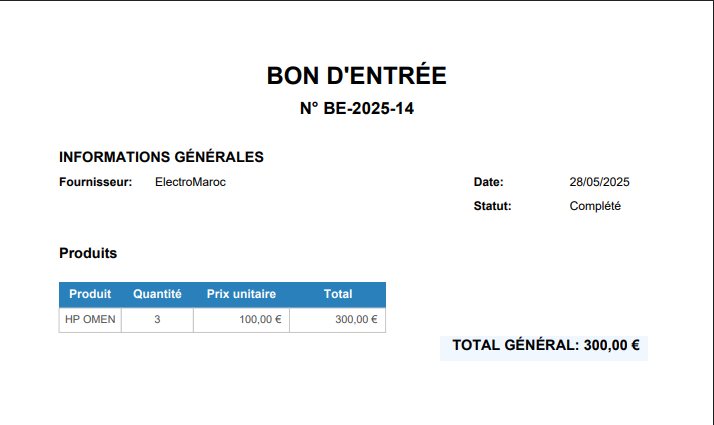 BON D'ENTRÉE
N° BE-2025-14
INFORMATIONS GÉNÉRALES
Fournisseur: ElectroMaroc Date: 28/05/2025
Statut: Complété
Produits
Produit Quantité Prix unitaire Total
HP OMEN 3 100,00 € 300,00 €
TOTAL GÉNÉRAL: 300,00 €